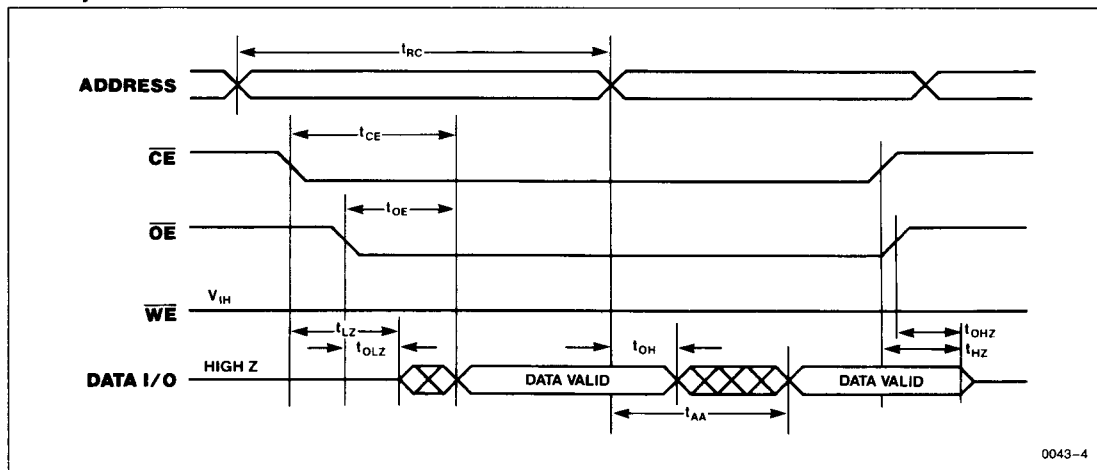 tRC
ADDRESS
tCE
CE
tOE
OE
VIH
WE
tLZ
tOHZ
tOLZ
tOH
tHZ
HIGH Z
DATA I/O
DATA VALID
DATA VALID
tAA
0043–4